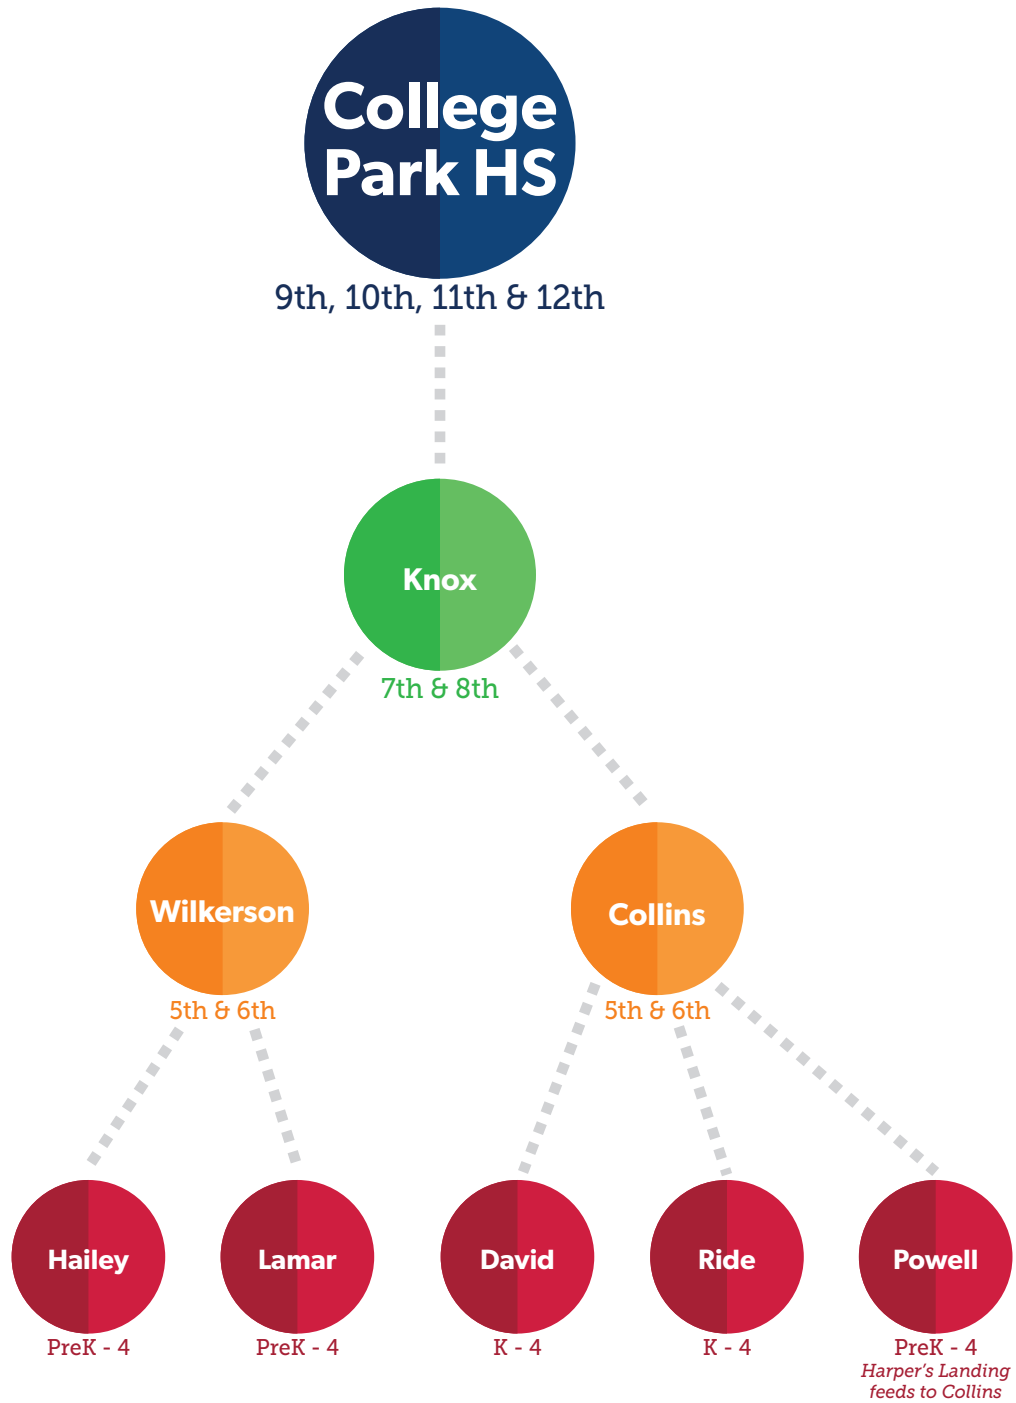 College
Park HS
9th, 10th, 11th & 12th
Knox
7th & 8th
Wilkerson
Collins
5th & 6th
5th & 6th
Hailey
Lamar
David
Ride
Powell
PreK - 4
PreK - 4
K - 4
K - 4
PreK - 4
Harper's Landing
feeds to Collins